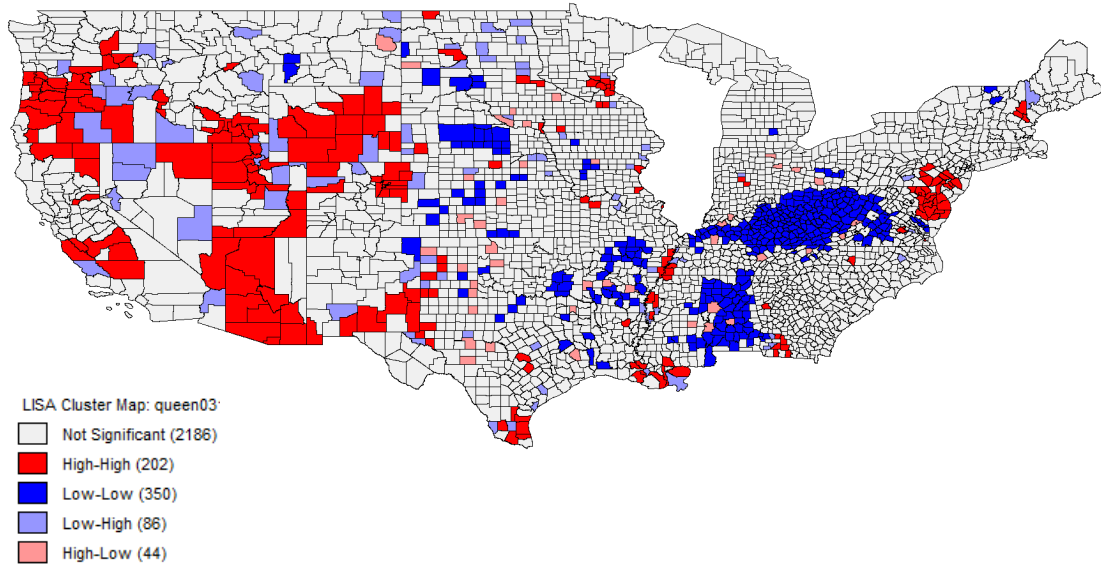 LISA Cluster Map: queen03
Not Significant (2186)
High-High (202)
Low-Low (350)
Low-High (86)
High-Low (44)